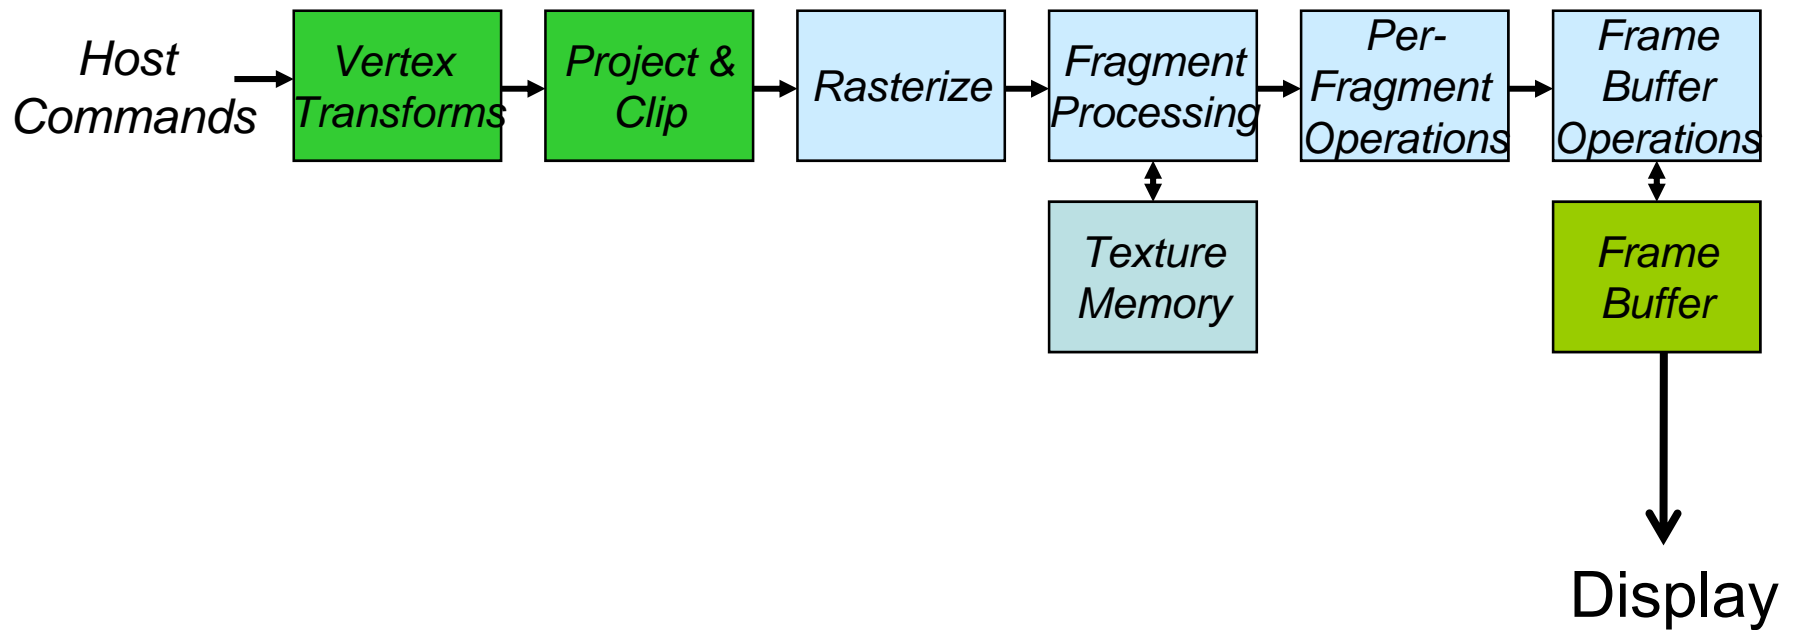 Host
Commands
Vertex
Transforms
Project &
Clip
Rasterize
Fragment
Processing
Per-
Fragment
Operations
Frame
Buffer
Operations
Texture
Memory
Frame
Buffer
Display